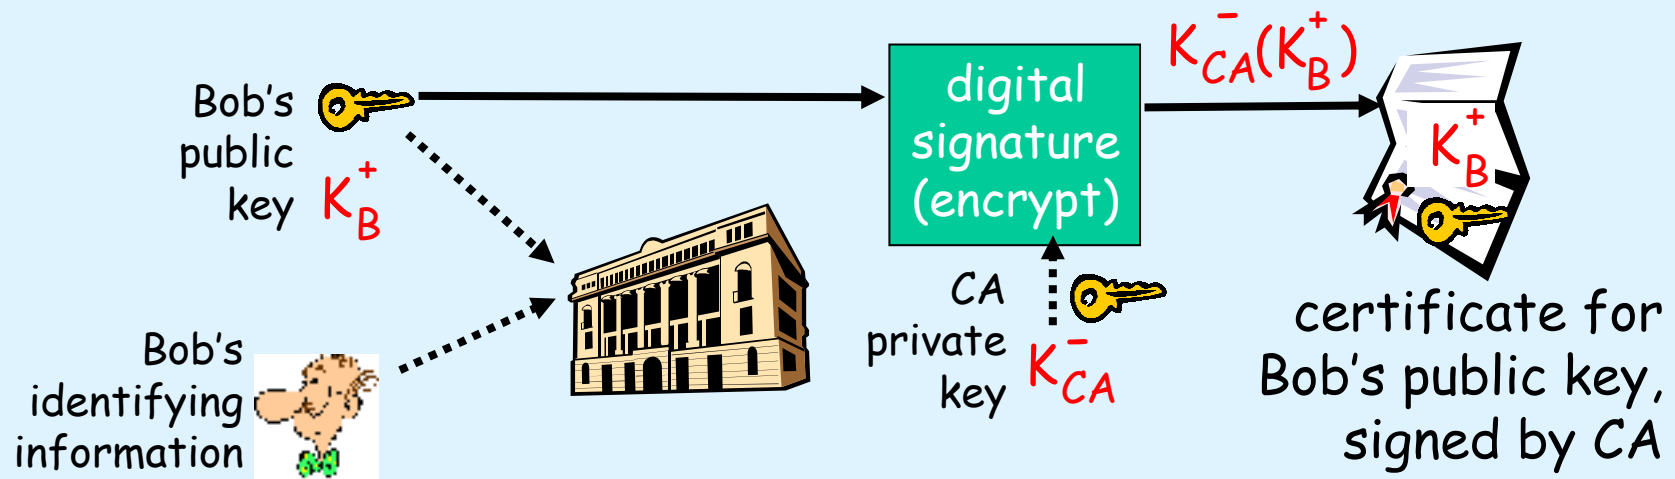 Bob's
public
key
K_B^+
digital
signature
(encrypt)
K_CA^-(K_B^+)
K_B^+
Bob's
identifying
information
CA
private
key
K_CA^-
certificate for
Bob's public key,
signed by CA